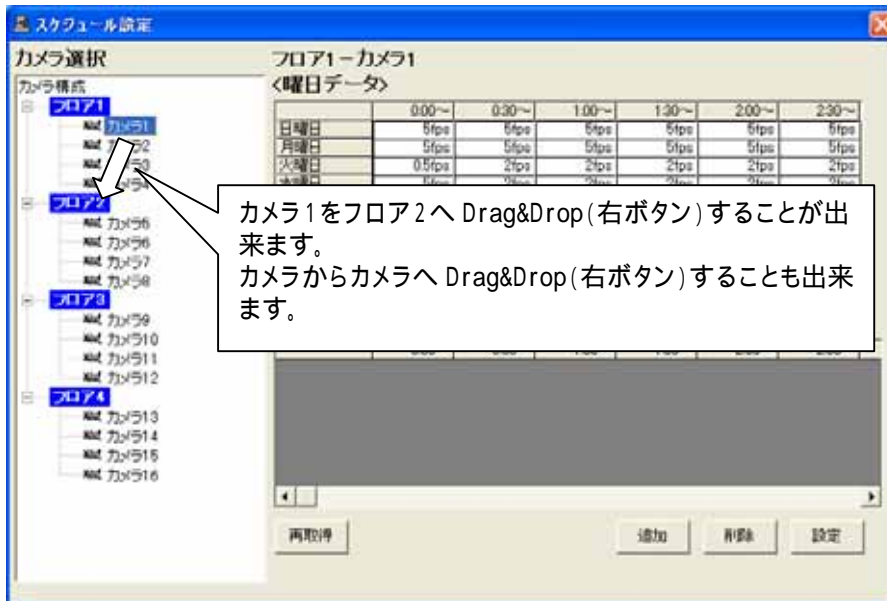 スケジュール設定
カメラ選択
カメラ構成
フロア1
カメラ1
カメラ2
カメラ3
カメラ4
フロア2
カメラ5
カメラ6
カメラ7
カメラ8
フロア3
カメラ9
カメラ10
カメラ11
カメラ12
フロア4
カメラ13
カメラ14
カメラ15
カメラ16
フロア1－カメラ1
<曜日データ>
0:00～ 0:30～ 1:00～ 1:30～ 2:00～ 2:30～
日曜日 5fps 5fps 5fps 5fps 5fps 5fps
月曜日 5fps 5fps 5fps 5fps 5fps 5fps
火曜日 0.5fps 2fps 2fps 2fps 2fps 2fps
カメラ1をフロア2へ Drag&Drop(右ボタン)することが出
来ます。
カメラからカメラへ Drag&Drop(右ボタン)することも出来
ます。
再取得 追加 削除 設定